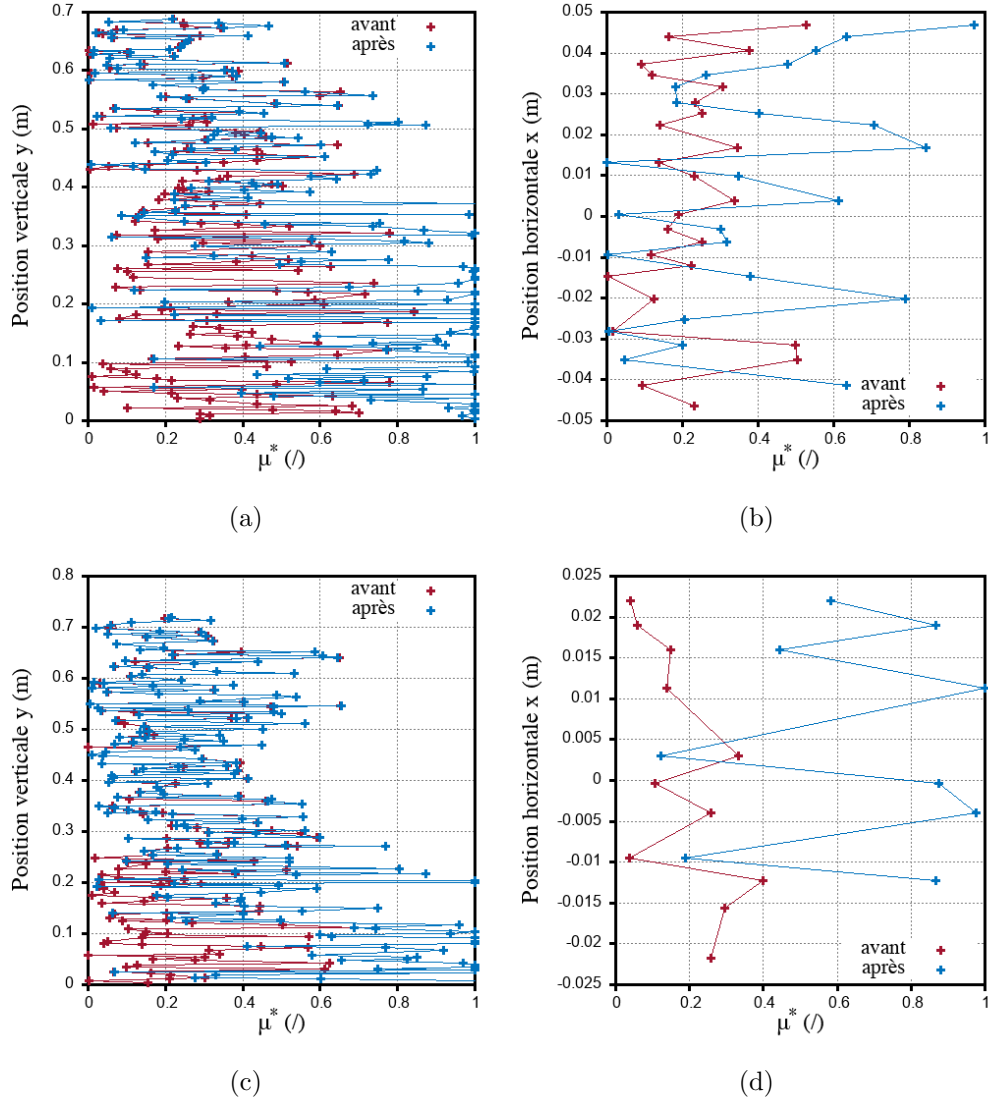 Position verticale y (m)
0.7
0.6
0.5
0.4
0.3
0.2
0.1
0
avant
après
0 0.2 0.4 0.6 0.8 1
μ* (/)
(a)
Position horizontale x (m)
0.05
0.04
0.03
0.02
0.01
0
-0.01
-0.02
-0.03
-0.04
-0.05
avant
après
0 0.2 0.4 0.6 0.8 1
μ* (/)
(b)
Position verticale y (m)
0.8
0.7
0.6
0.5
0.4
0.3
0.2
0.1
0
avant
après
0 0.2 0.4 0.6 0.8 1
μ* (/)
(c)
Position horizontale x (m)
0.025
0.02
0.015
0.01
0.005
0
-0.005
-0.01
-0.015
-0.02
-0.025
avant
après
0 0.2 0.4 0.6 0.8 1
μ* (/)
(d)